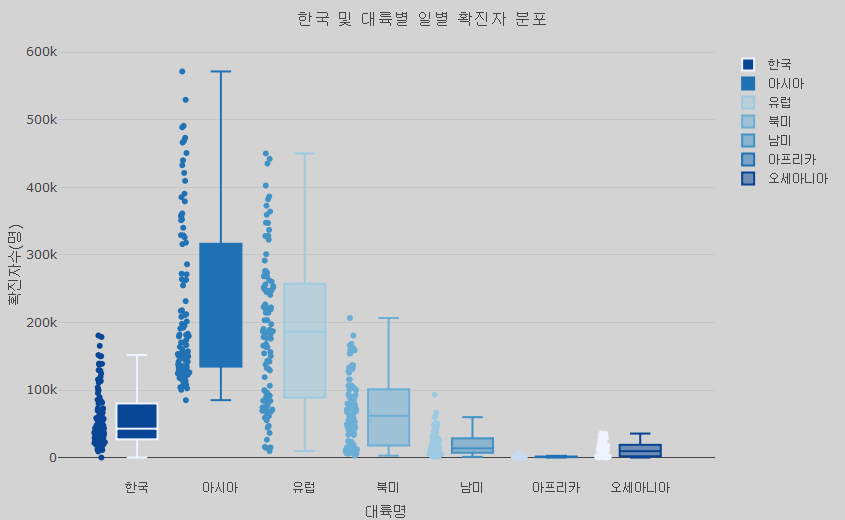 한국 및 대륙별 일별 확진자 분포
600k
500k
400k
300k
200k
100k
0
확진자수(명)
한국
아시아
유럽
북미
남미
아프리카
오세아니아
대륙명
한국
아시아
유럽
북미
남미
아프리카
오세아니아